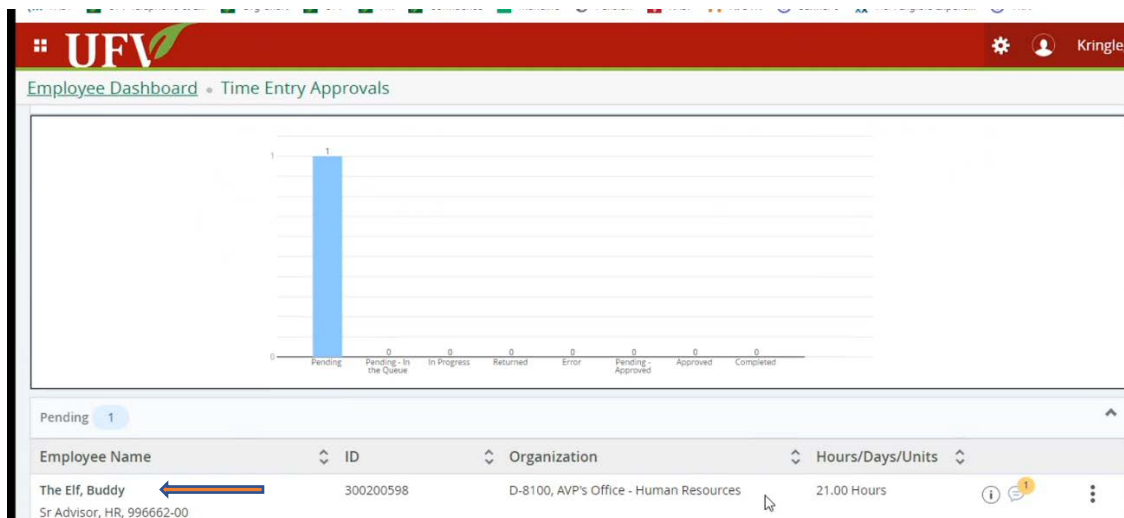 UFV
Kringle
Employee Dashboard • Time Entry Approvals
1
1
0 0 0 0 0 0 0 0
Pending Pending - In the Queue In Progress Returned Error Pending - Approved Approved Completed
Pending 1
Employee Name ID Organization Hours/Days/Units
The Elf, Buddy 300200598 D-8100, AVP's Office - Human Resources 21.00 Hours 1
Sr Advisor, HR, 996662-00